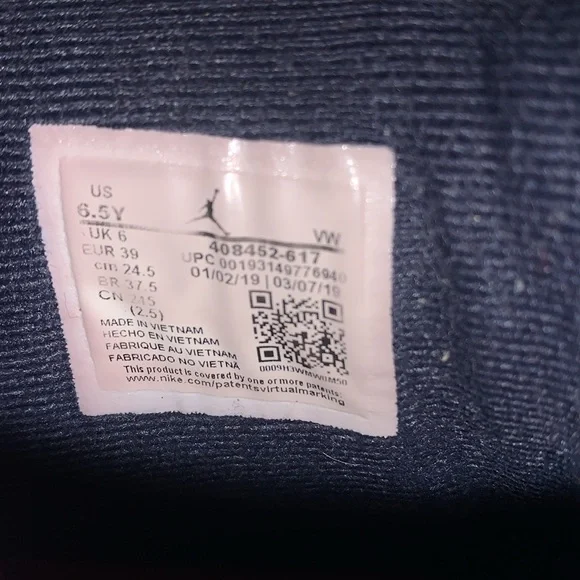 US
6.5Y
UK 6
EUR 39
cm 24.5
BR 37.5
CN 245
(2.5)
VW
408452-617
UPC 00193149776940
01/02/19 | 03/07/19
0009H3WMW0M50
MADE IN VIETNAM
HECHO EN VIETNAM
FABRIQUE AU VIETNAM
FABRICADO NO VIETNA
This product is covered by one or more patents:
www.nike.com/patentsvirtualmarking